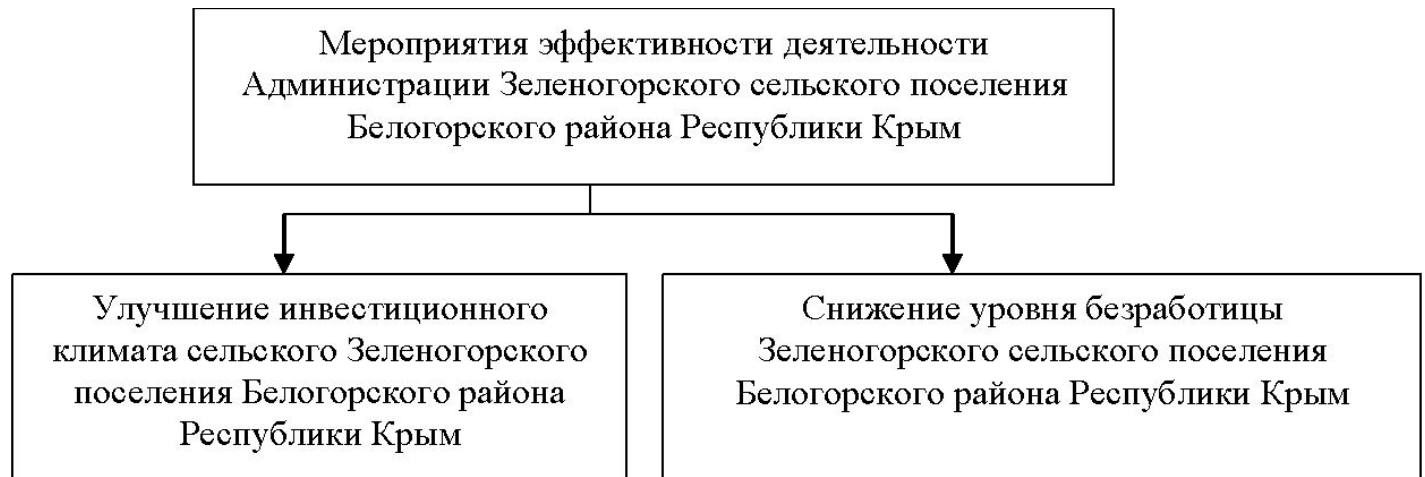 Мероприятия эффективности деятельности
Администрации Зеленогорского сельского поселения
Белогорского района Республики Крым
Улучшение инвестиционного
климата сельского Зеленогорского
поселения Белогорского района
Республики Крым
Снижение уровня безработицы
Зеленогорского сельского поселения
Белогорского района Республики Крым